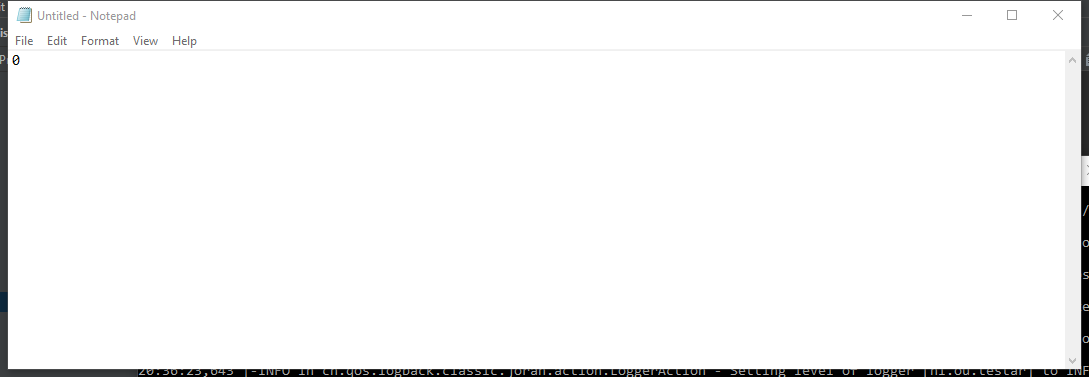 Untitled - Notepad
File Edit Format View Help
0
20:36:23,643 |-INFO in ch.qos.logback.classic.joran.action.LoggerAction - Setting level of logger [nl.ou.testar] to INF